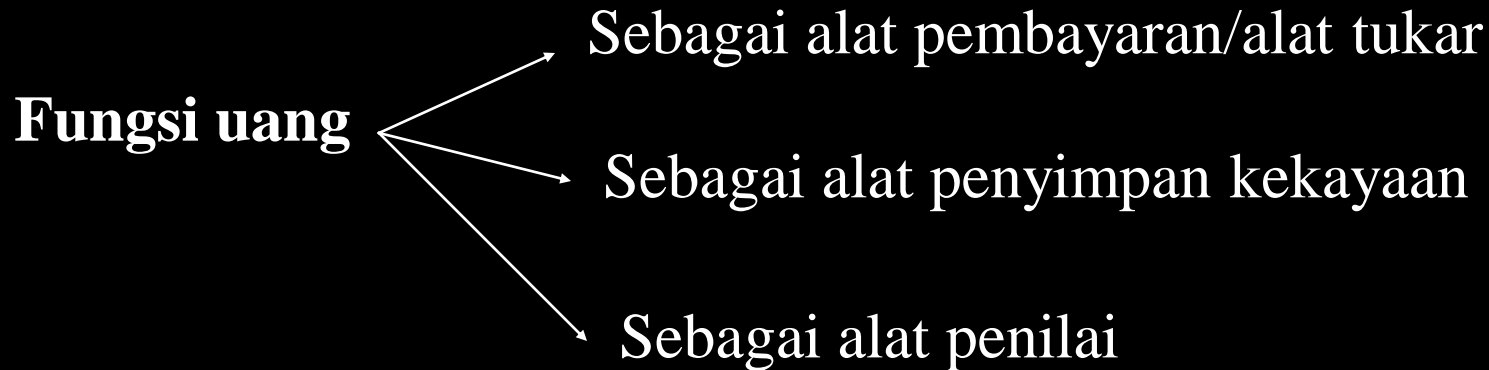 Sebagai alat pembayaran/alat tukar
Fungsi uang
Sebagai alat penyimpan kekayaan
Sebagai alat penilai